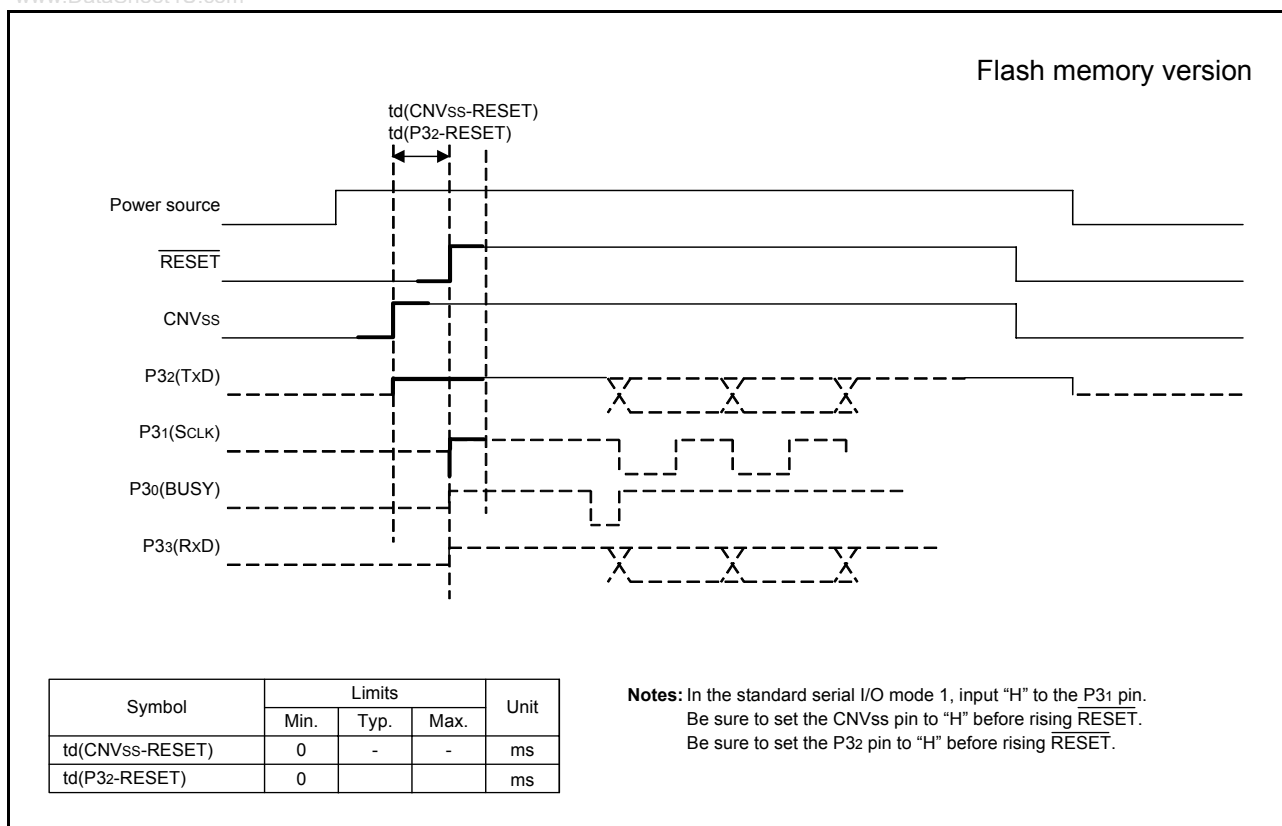 www.DataSheet4U.com
Flash memory version
td(CNVss-RESET)
td(P32-RESET)
Power source
RESET
CNVss
P32(TxD)
P31(SCLK)
P30(BUSY)
P33(RxD)
Symbol Limits Unit
Min. Typ. Max.
td(CNVss-RESET) 0 - - ms
td(P32-RESET) 0 ms
Notes: In the standard serial I/O mode 1, input “H” to the P31 pin.
Be sure to set the CNVss pin to “H” before rising RESET.
Be sure to set the P32 pin to “H” before rising RESET.